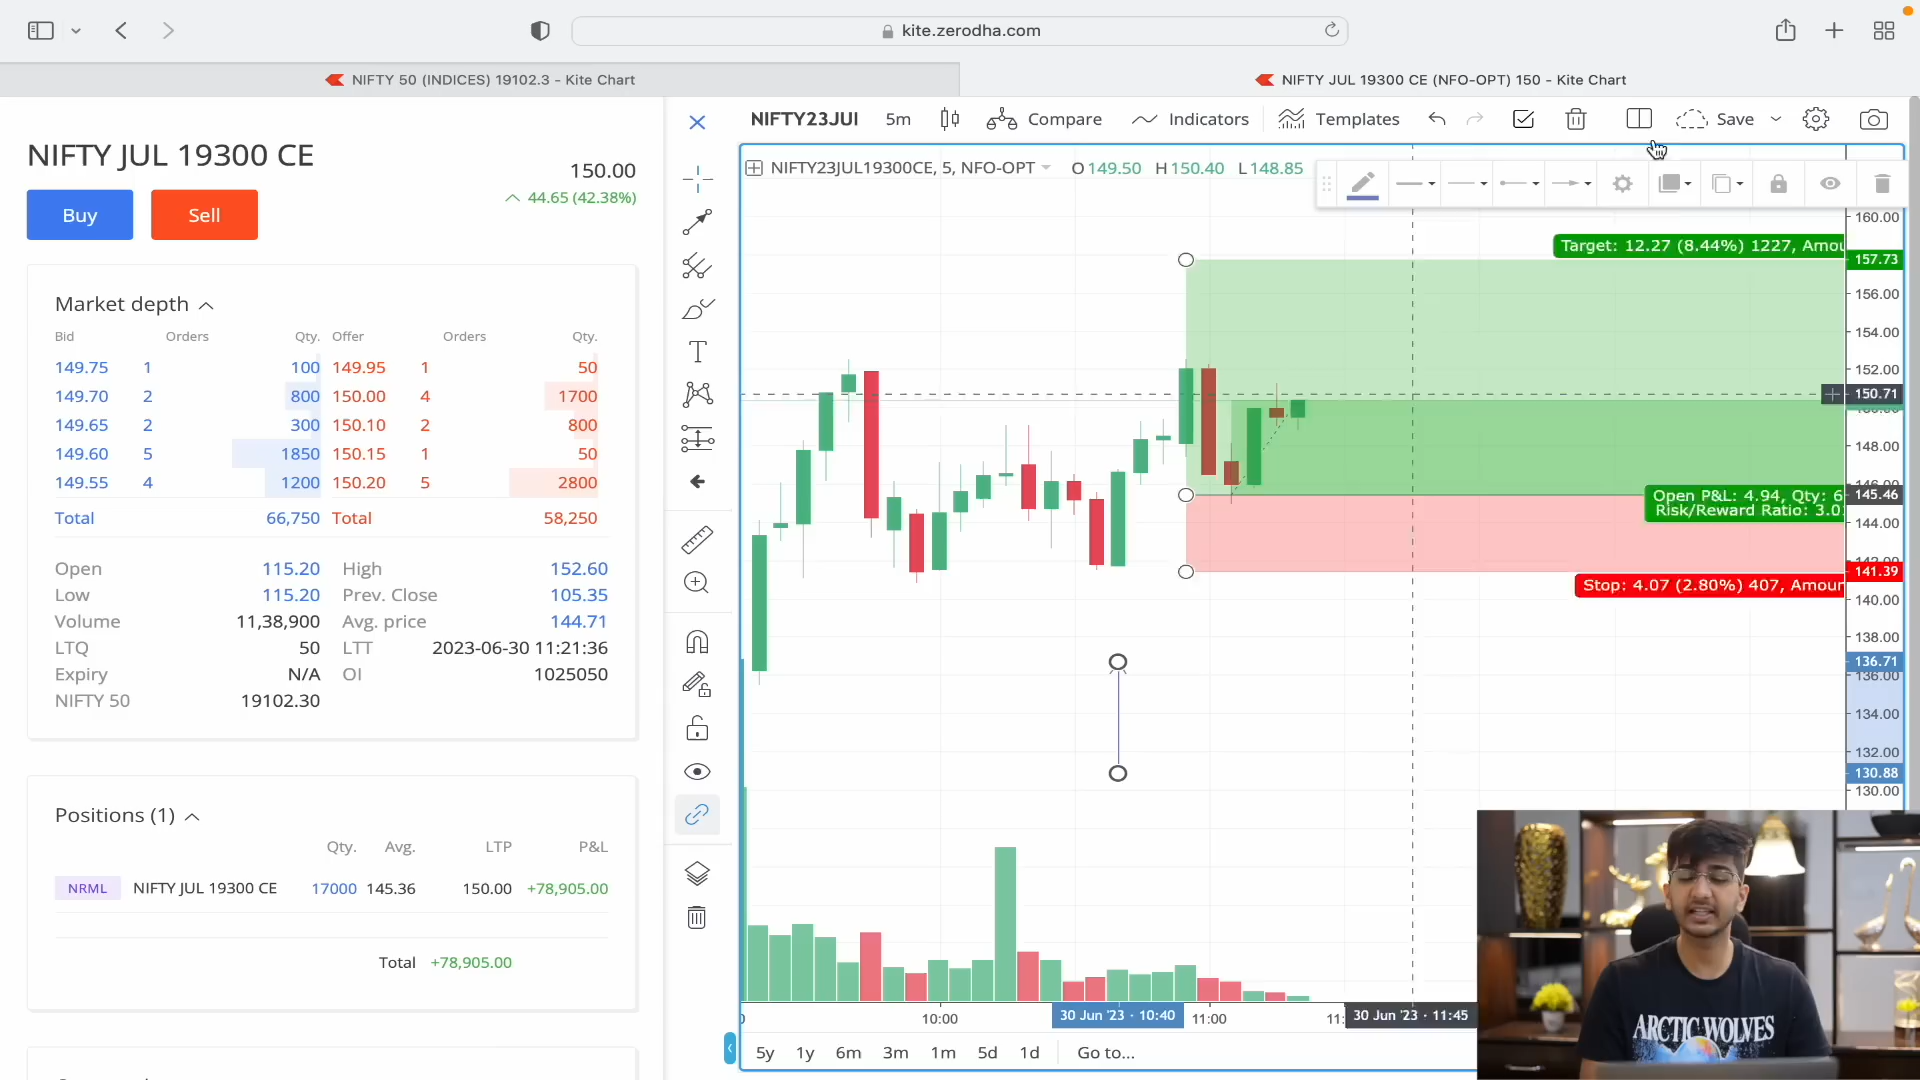 kite.zerodha.com
NIFTY 50 (INDICES) 19102.3 - Kite Chart
NIFTY JUL 19300 CE (NFO-OPT) 150 - Kite Chart
NIFTY JUL 19300 CE
150.00
44.65 (42.38%)
Buy
Sell
Market depth
Bid Orders Qty. Offer Orders Qty.
149.75 1 100 149.95 1 50
149.70 2 800 150.00 4 1700
149.65 2 300 150.10 2 800
149.60 5 1850 150.15 1 50
149.55 4 1200 150.20 5 2800
Total 66,750 Total 58,250
Open 115.20 High 152.60
Low 115.20 Prev. Close 105.35
Volume 11,38,900 Avg. price 144.71
LTQ 50 LTT 2023-06-30 11:21:36
Expiry N/A OI 1025050
NIFTY 50 19102.30
Positions (1)
Qty. Avg. LTP P&L
NRML NIFTY JUL 19300 CE 17000 145.36 150.00 +78,905.00
Total +78,905.00
NIFTY23JUl 5m Compare Indicators Templates Save
NIFTY23JUL19300CE, 5, NFO-OPT O149.50 H150.40 L148.85
160.00
Target: 12.27 (8.44%) 1227, Amou
157.73
156.00
154.00
152.00
150.71
148.00
Open P&L: 4.94, Qty: 6
Risk/Reward Ratio: 3.0
145.46
144.00
141.39
Stop: 4.07 (2.80%) 407, Amour
140.00
138.00
136.71
136.00
134.00
132.00
130.88
130.00
10:00 30 Jun '23 · 10:40 11:00 11: 30 Jun '23 · 11:45
5y 1y 6m 3m 1m 5d 1d Go to...
ARCTIC WOLVES